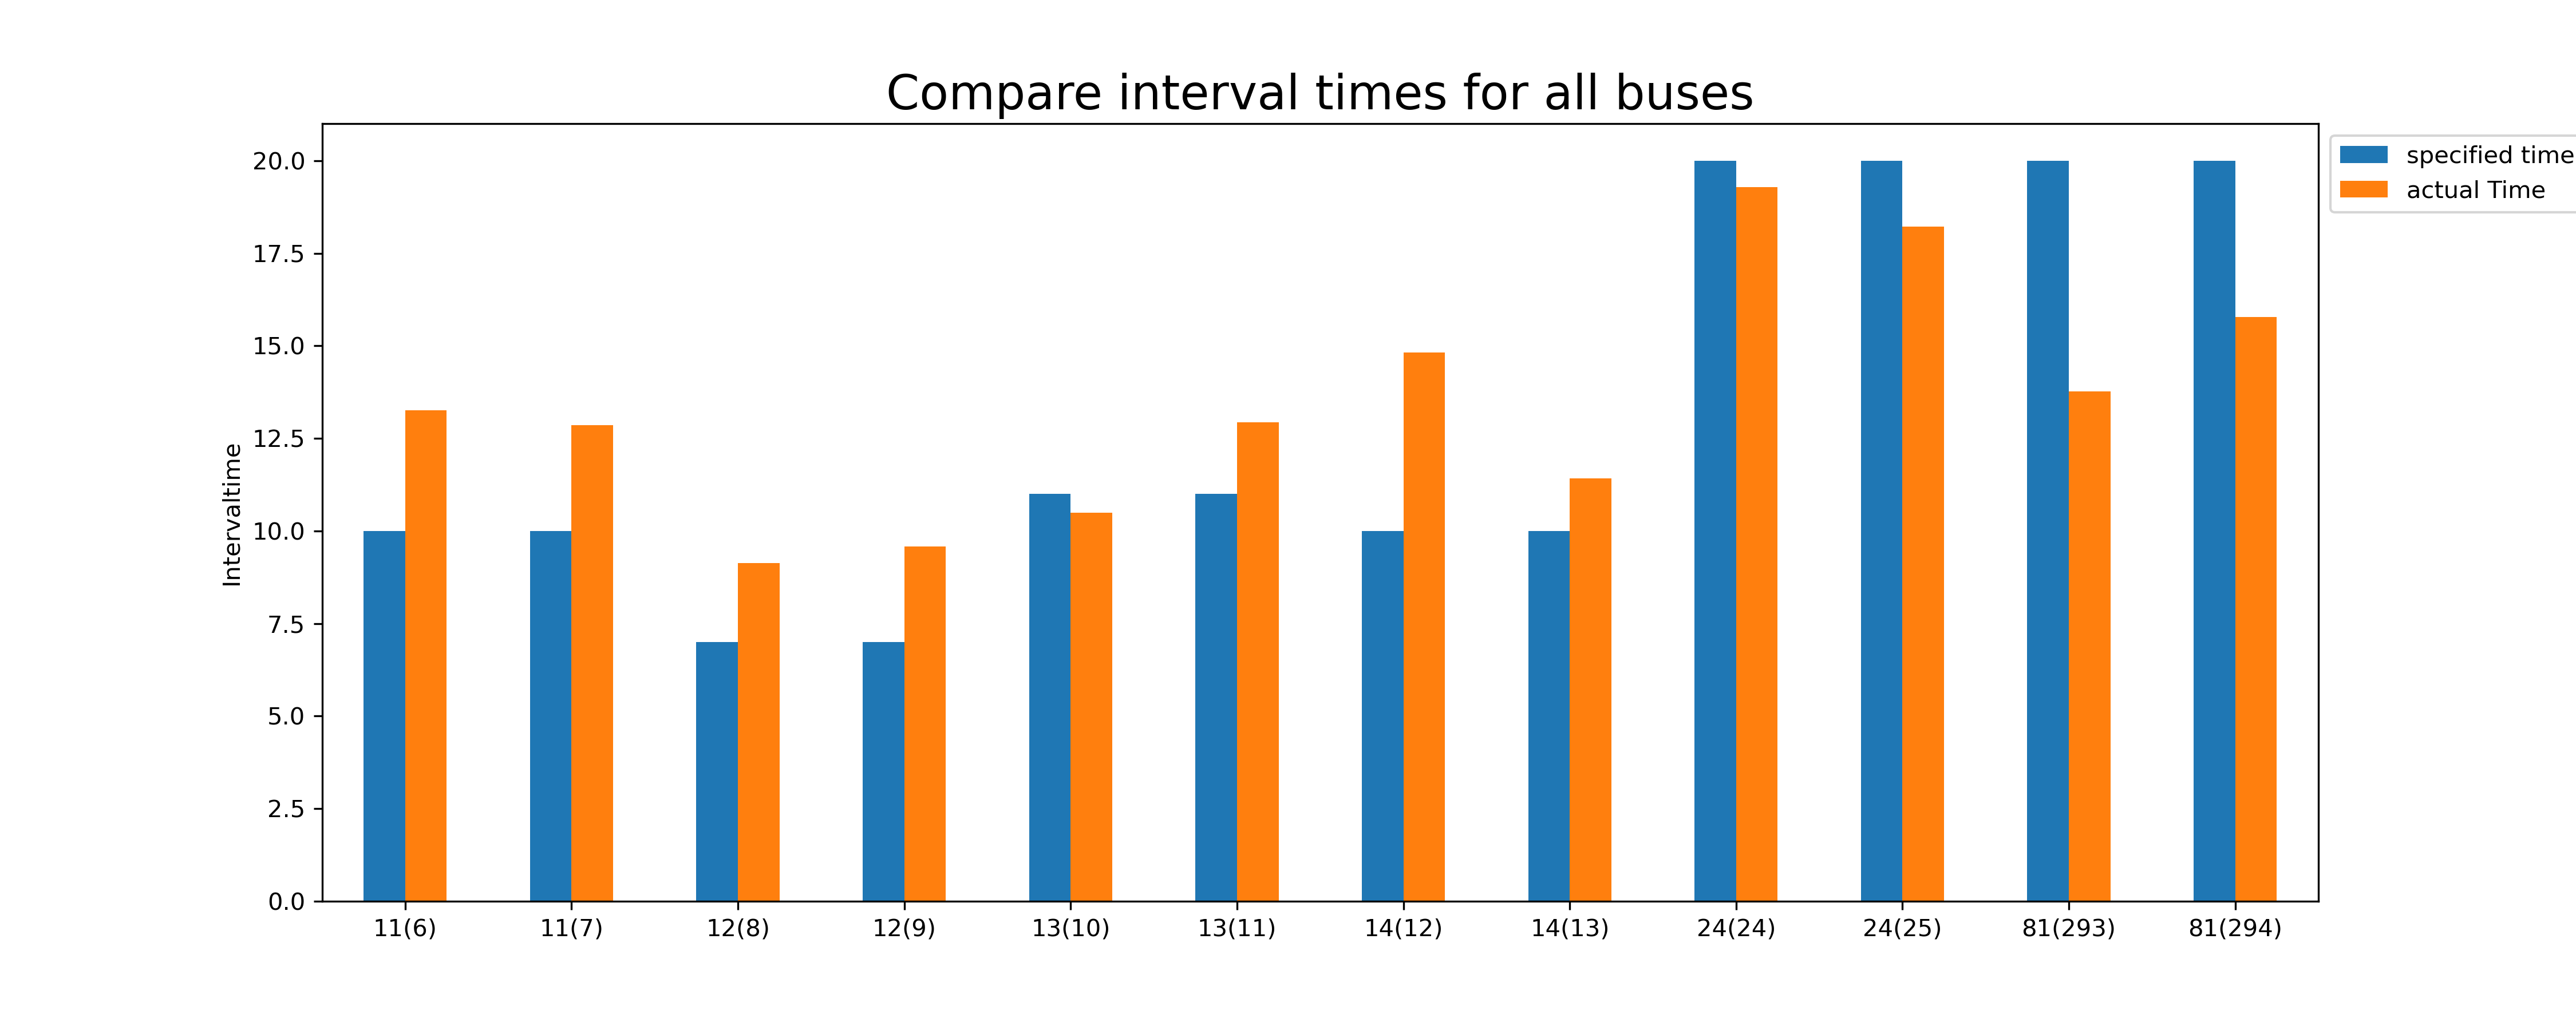 Compare interval times for all buses
specified time
actual Time
20.0
17.5
15.0
12.5
10.0
7.5
5.0
2.5
0.0
Intervaltime
11(6) 11(7) 12(8) 12(9) 13(10) 13(11) 14(12) 14(13) 24(24) 24(25) 81(293) 81(294)